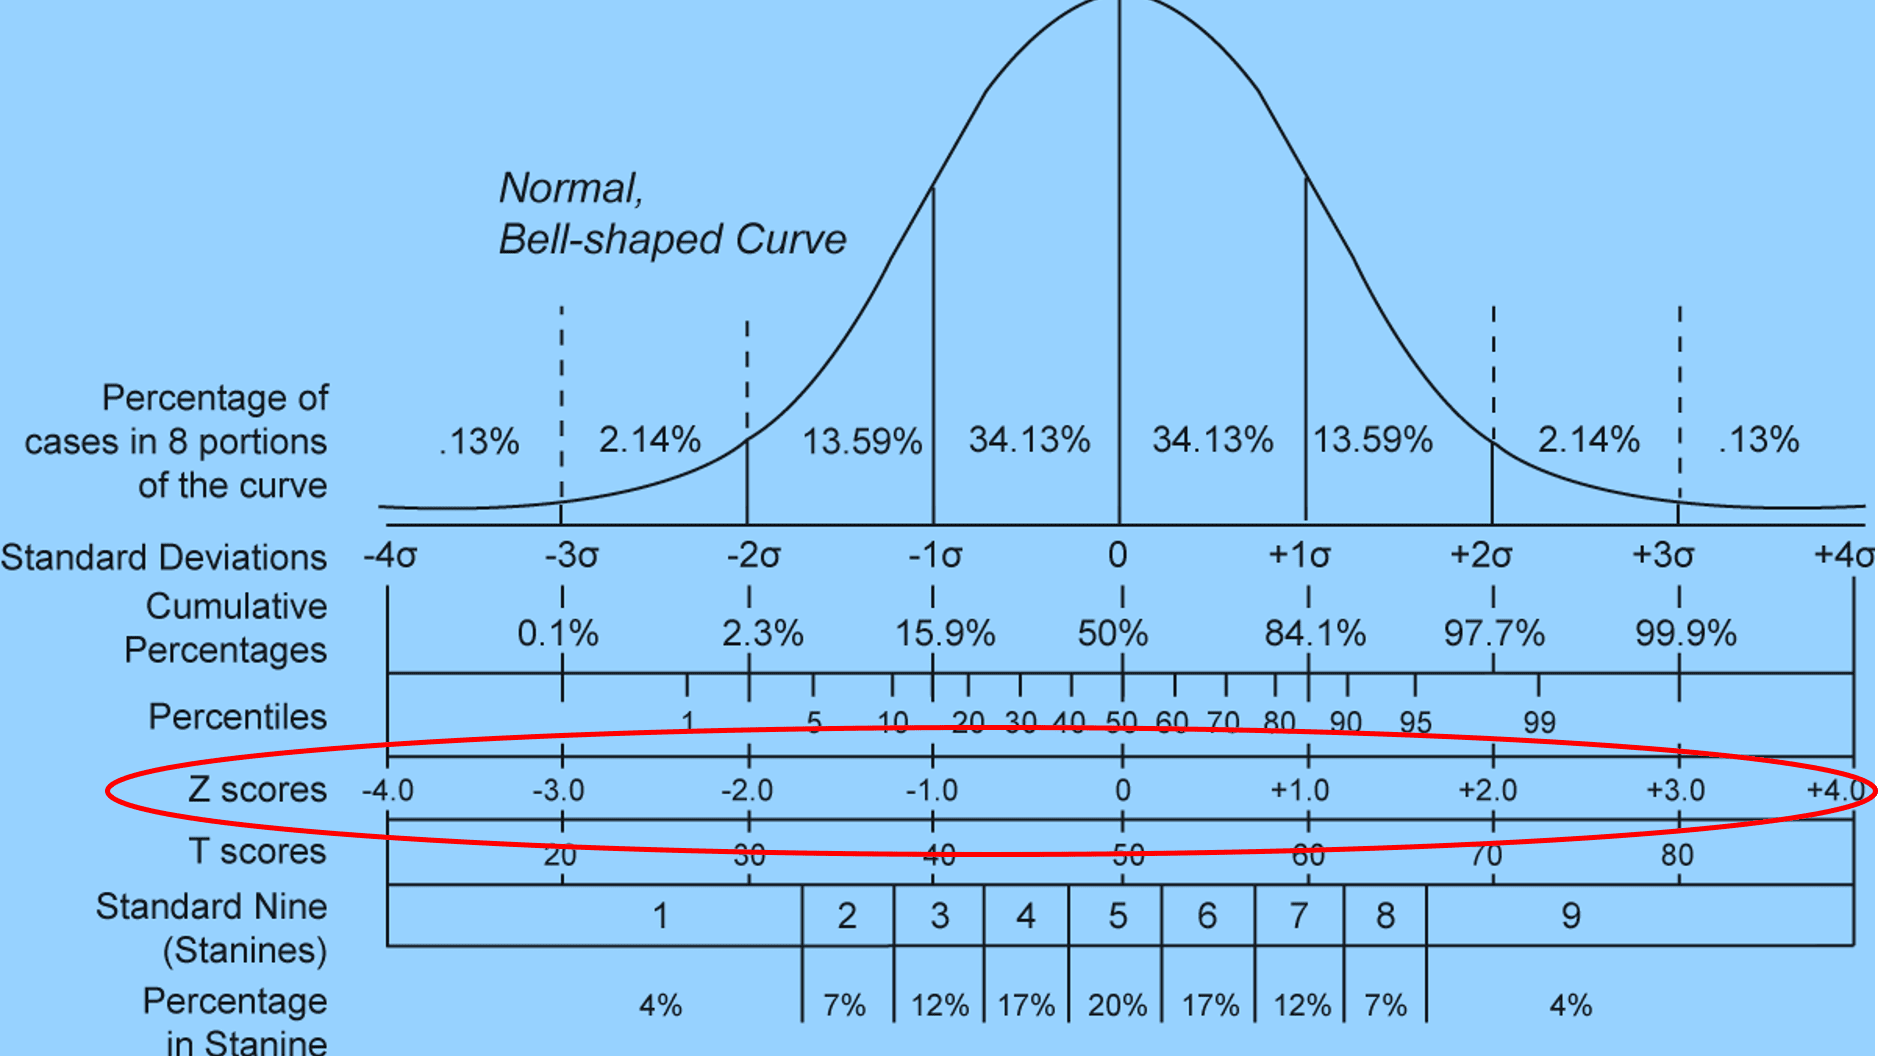 Normal,
Bell-shaped Curve
Percentage of
cases in 8 portions
of the curve
.13% 2.14% 13.59% 34.13% 34.13% 13.59% 2.14% .13%
Standard Deviations -4σ -3σ -2σ -1σ 0 +1σ +2σ +3σ +4σ
Cumulative
Percentages
0.1% 2.3% 15.9% 50% 84.1% 97.7% 99.9%
Percentiles 1 5 10 20 30 40 50 60 70 80 90 95 99
Z scores -4.0 -3.0 -2.0 -1.0 0 +1.0 +2.0 +3.0 +4.0
T scores 20 30 40 50 60 70 80
Standard Nine
(Stanines)
1 2 3 4 5 6 7 8 9
Percentage
in Stanine
4% 7% 12% 17% 20% 17% 12% 7% 4%